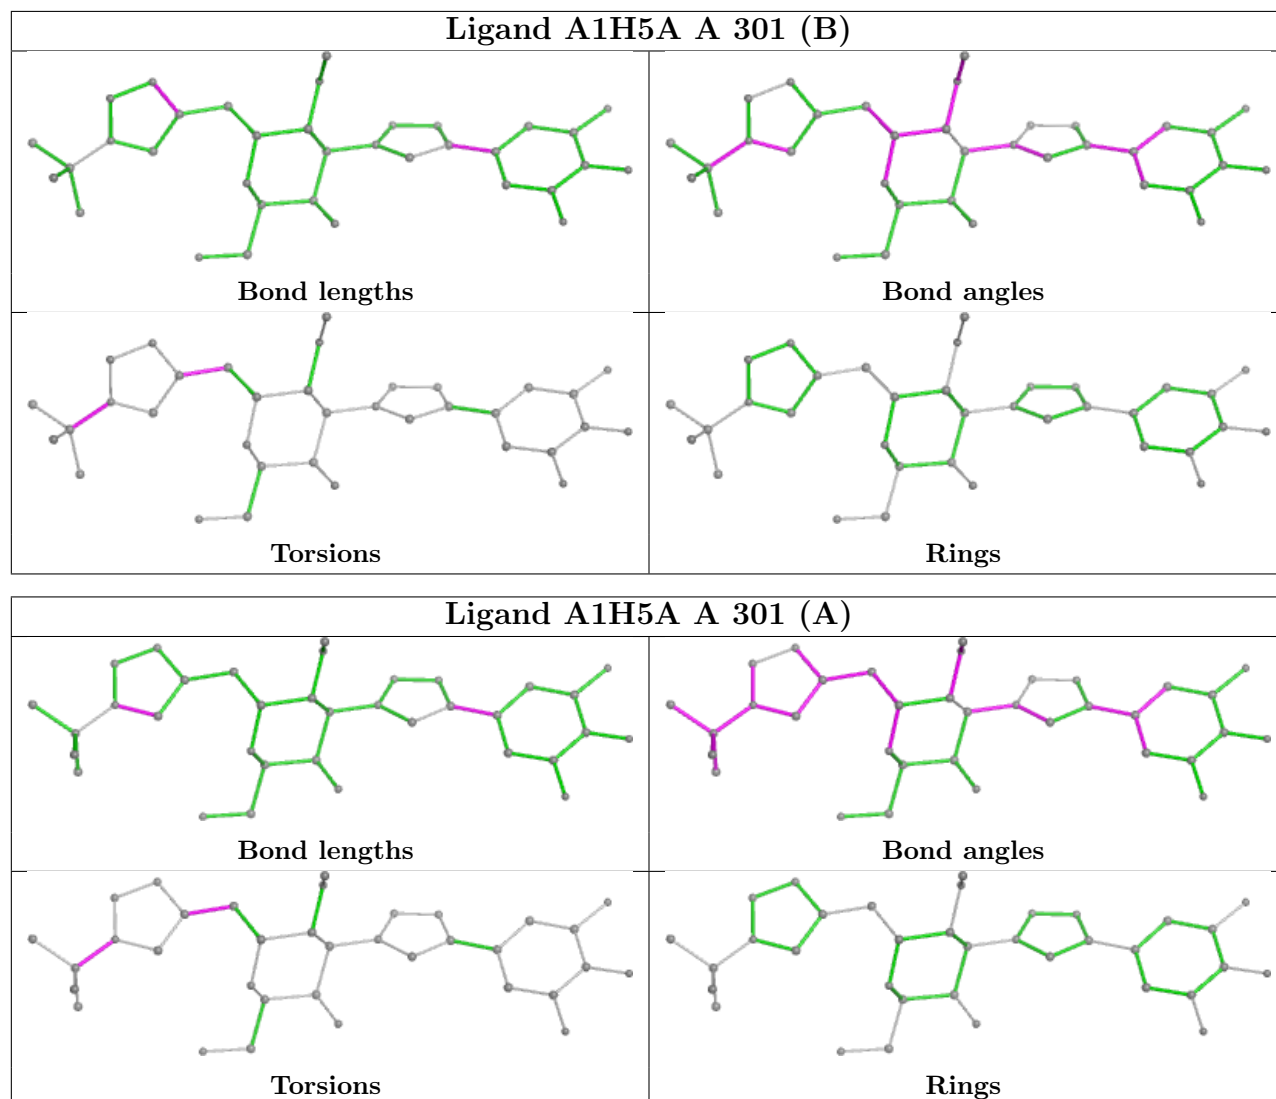 Ligand A1H5A A 301 (B)
Bond lengths
Bond angles
Torsions
Rings
Ligand A1H5A A 301 (A)
Bond lengths
Bond angles
Torsions
Rings